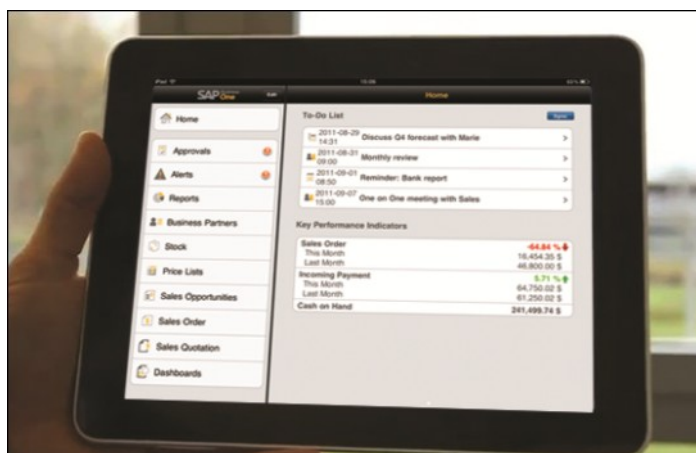 iPad
15:06
SAP Business One
Edit
Home
Home
Approvals
Alerts
Reports
Business Partners
Stock
Price Lists
Sales Opportunities
Sales Order
Sales Quotation
Dashboards
To-Do List
2011-08-29
14:31
Discuss Q4 forecast with Marie
2011-08-31
09:00
Monthly review
2011-09-01
08:50
Reminder: Bank report
2011-09-07
15:00
One on One meeting with Sales
Key Performance Indicators
Sales Order -64.84 %
This Month 16,454.35 $
Last Month 46,800.00 $
Incoming Payment 5.71 %
This Month 64,750.02 $
Last Month 61,250.02 $
Cash on Hand 241,499.74 $